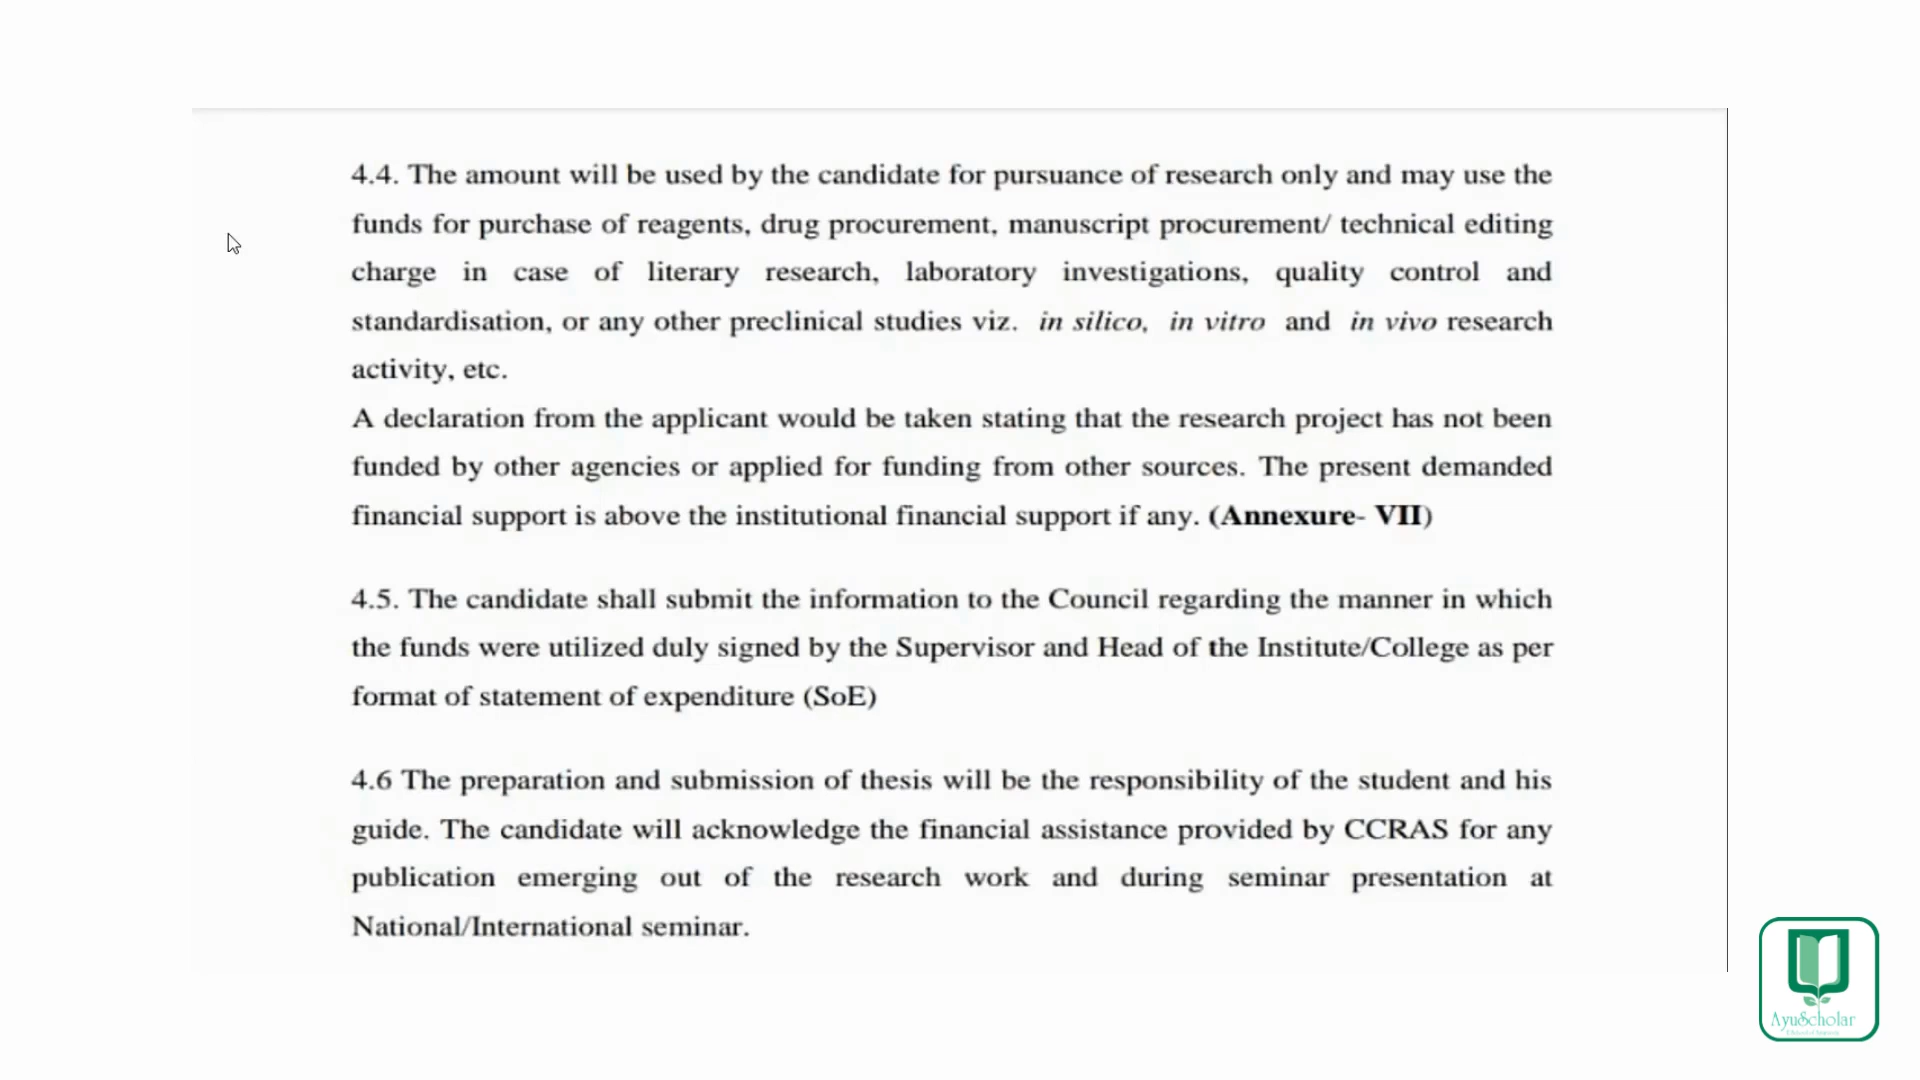 4.4. The amount will be used by the candidate for pursuance of research only and may use the
funds for purchase of reagents, drug procurement, manuscript procurement/ technical editing
charge in case of literary research, laboratory investigations, quality control and
standardisation, or any other preclinical studies viz. in silico, in vitro and in vivo research
activity, etc.
A declaration from the applicant would be taken stating that the research project has not been
funded by other agencies or applied for funding from other sources. The present demanded
financial support is above the institutional financial support if any. (Annexure- VII)
4.5. The candidate shall submit the information to the Council regarding the manner in which
the funds were utilized duly signed by the Supervisor and Head of the Institute/College as per
format of statement of expenditure (SoE)
4.6 The preparation and submission of thesis will be the responsibility of the student and his
guide. The candidate will acknowledge the financial assistance provided by CCRAS for any
publication emerging out of the research work and during seminar presentation at
National/International seminar.
AyuScholar